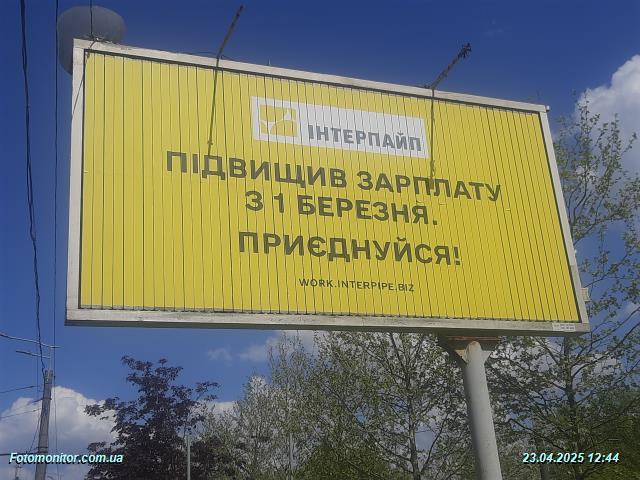 ІНТЕРПАЙП
ПІДВИЩИВ ЗАРПЛАТУ
З 1 БЕРЕЗНЯ.
ПРИЄДНУЙСЯ!
WORK.INTERPIPE.BIZ
Fotomonitor.com.ua
23.04.2025 12:44